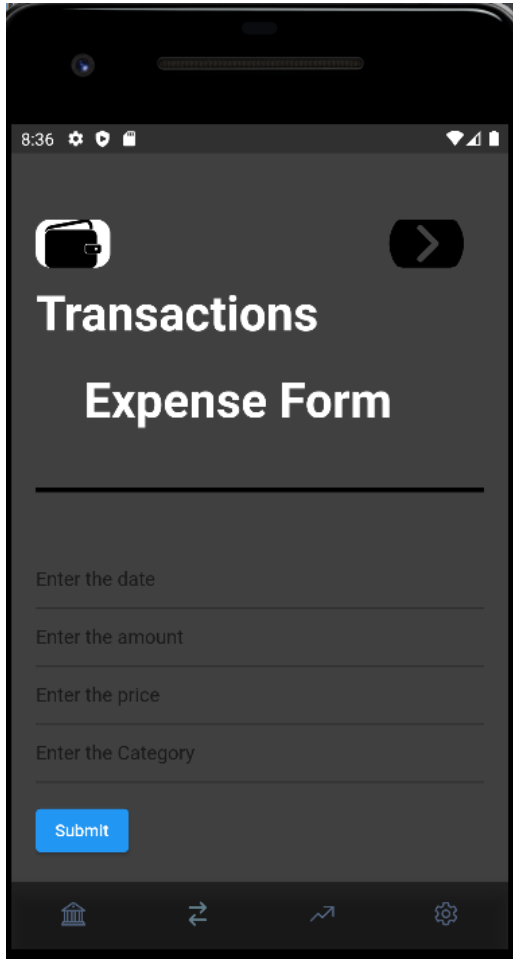 8:36
Transactions
Expense Form
Enter the date
Enter the amount
Enter the price
Enter the Category
Submit